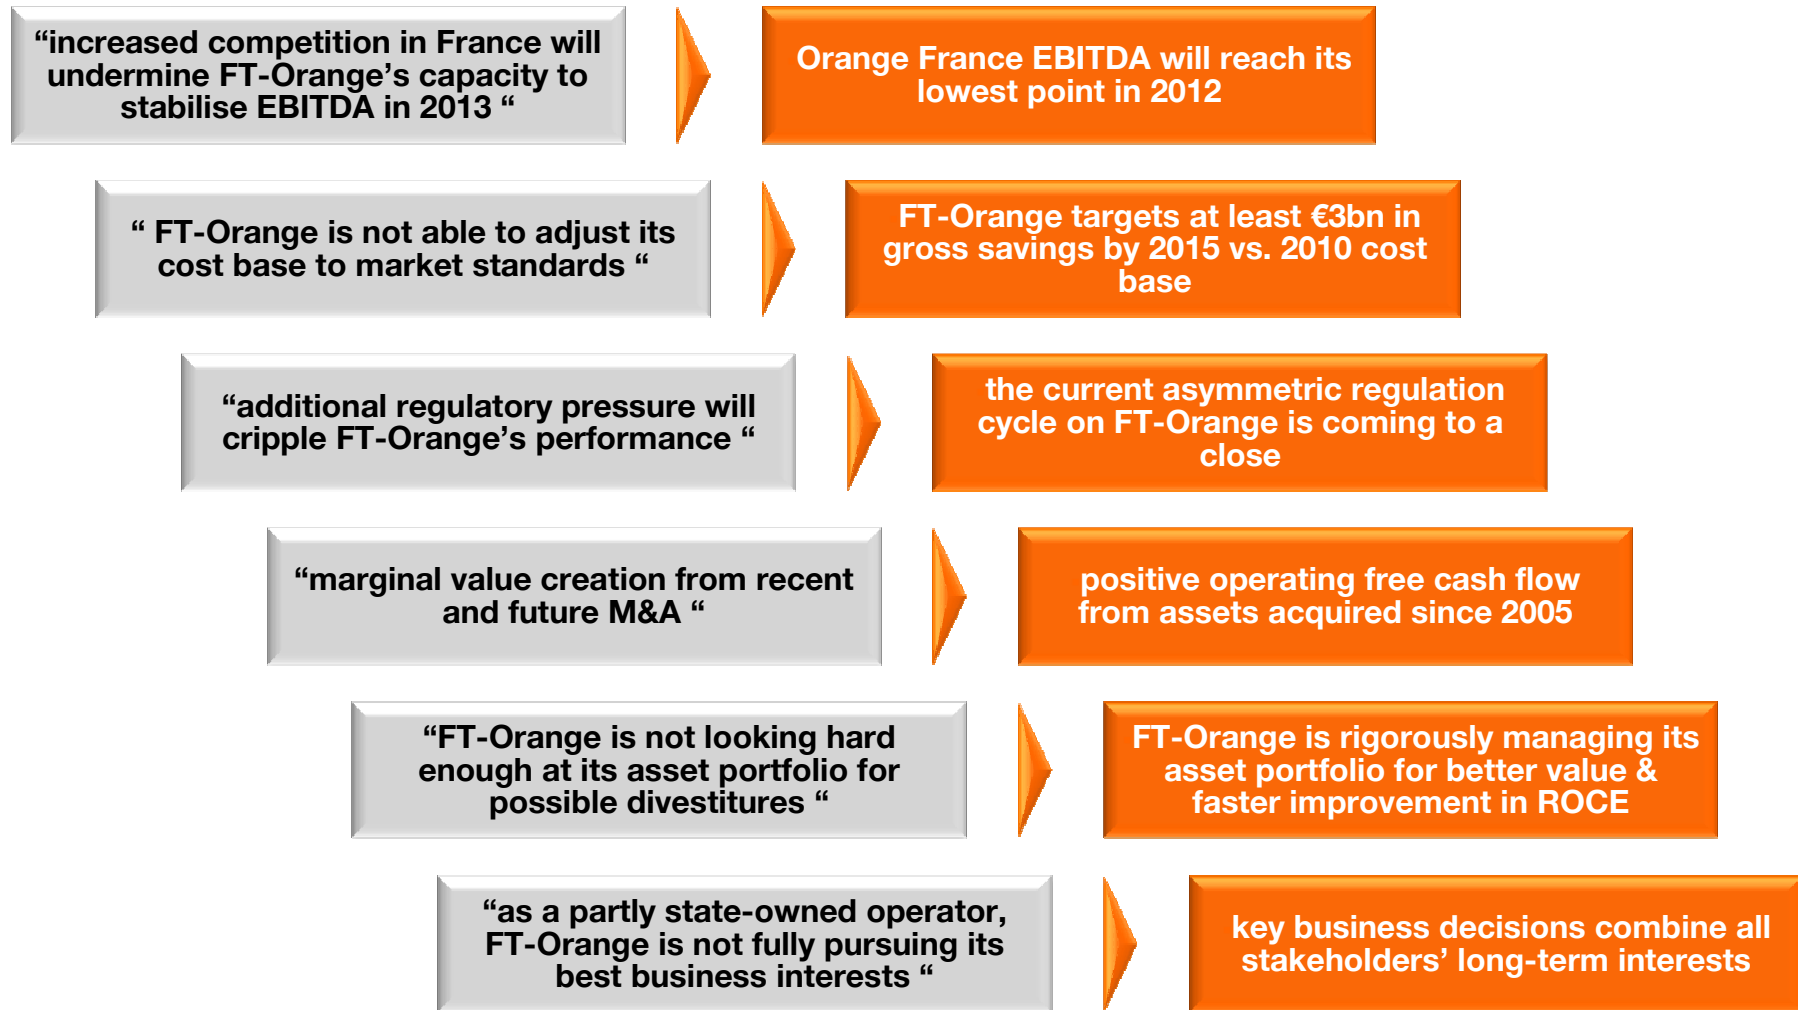 “increased competition in France will
undermine FT-Orange’s capacity to
stabilise EBITDA in 2013 “
Orange France EBITDA will reach its
lowest point in 2012
“ FT-Orange is not able to adjust its
cost base to market standards “
FT-Orange targets at least €3bn in
gross savings by 2015 vs. 2010 cost
base
“additional regulatory pressure will
cripple FT-Orange’s performance “
the current asymmetric regulation
cycle on FT-Orange is coming to a
close
“marginal value creation from recent
and future M&A “
positive operating free cash flow
from assets acquired since 2005
“FT-Orange is not looking hard
enough at its asset portfolio for
possible divestitures “
FT-Orange is rigorously managing its
asset portfolio for better value &
faster improvement in ROCE
“as a partly state-owned operator,
FT-Orange is not fully pursuing its
best business interests “
key business decisions combine all
stakeholders’ long-term interests